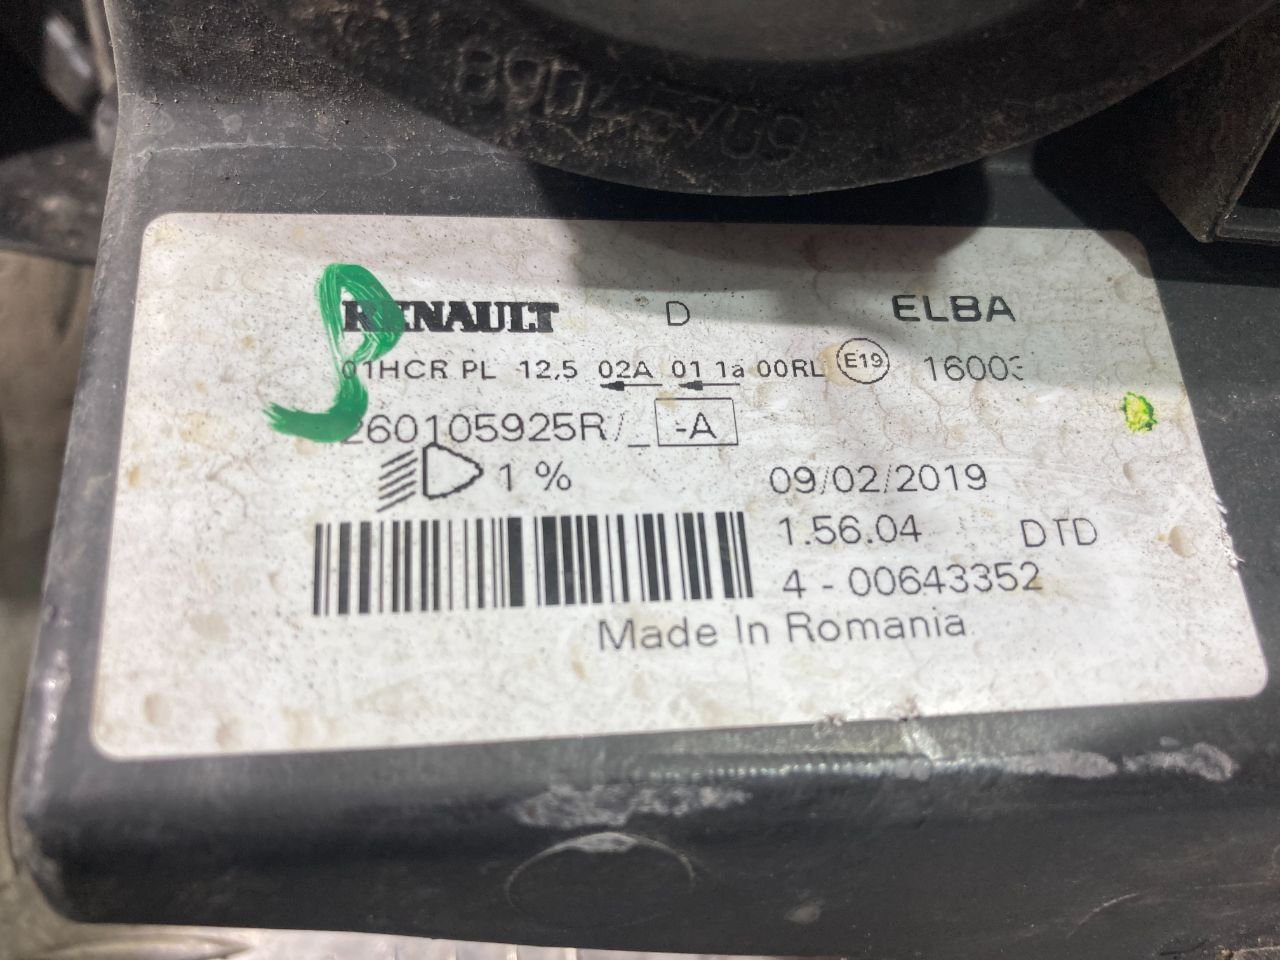 89045709
RENAULT D ELBA
01HCR PL 12,5 02A 01 1a 00RL E19 16003
260105925R/_ -A
1 % 09/02/2019
1.56.04 DTD
4 - 00643352
Made In Romania